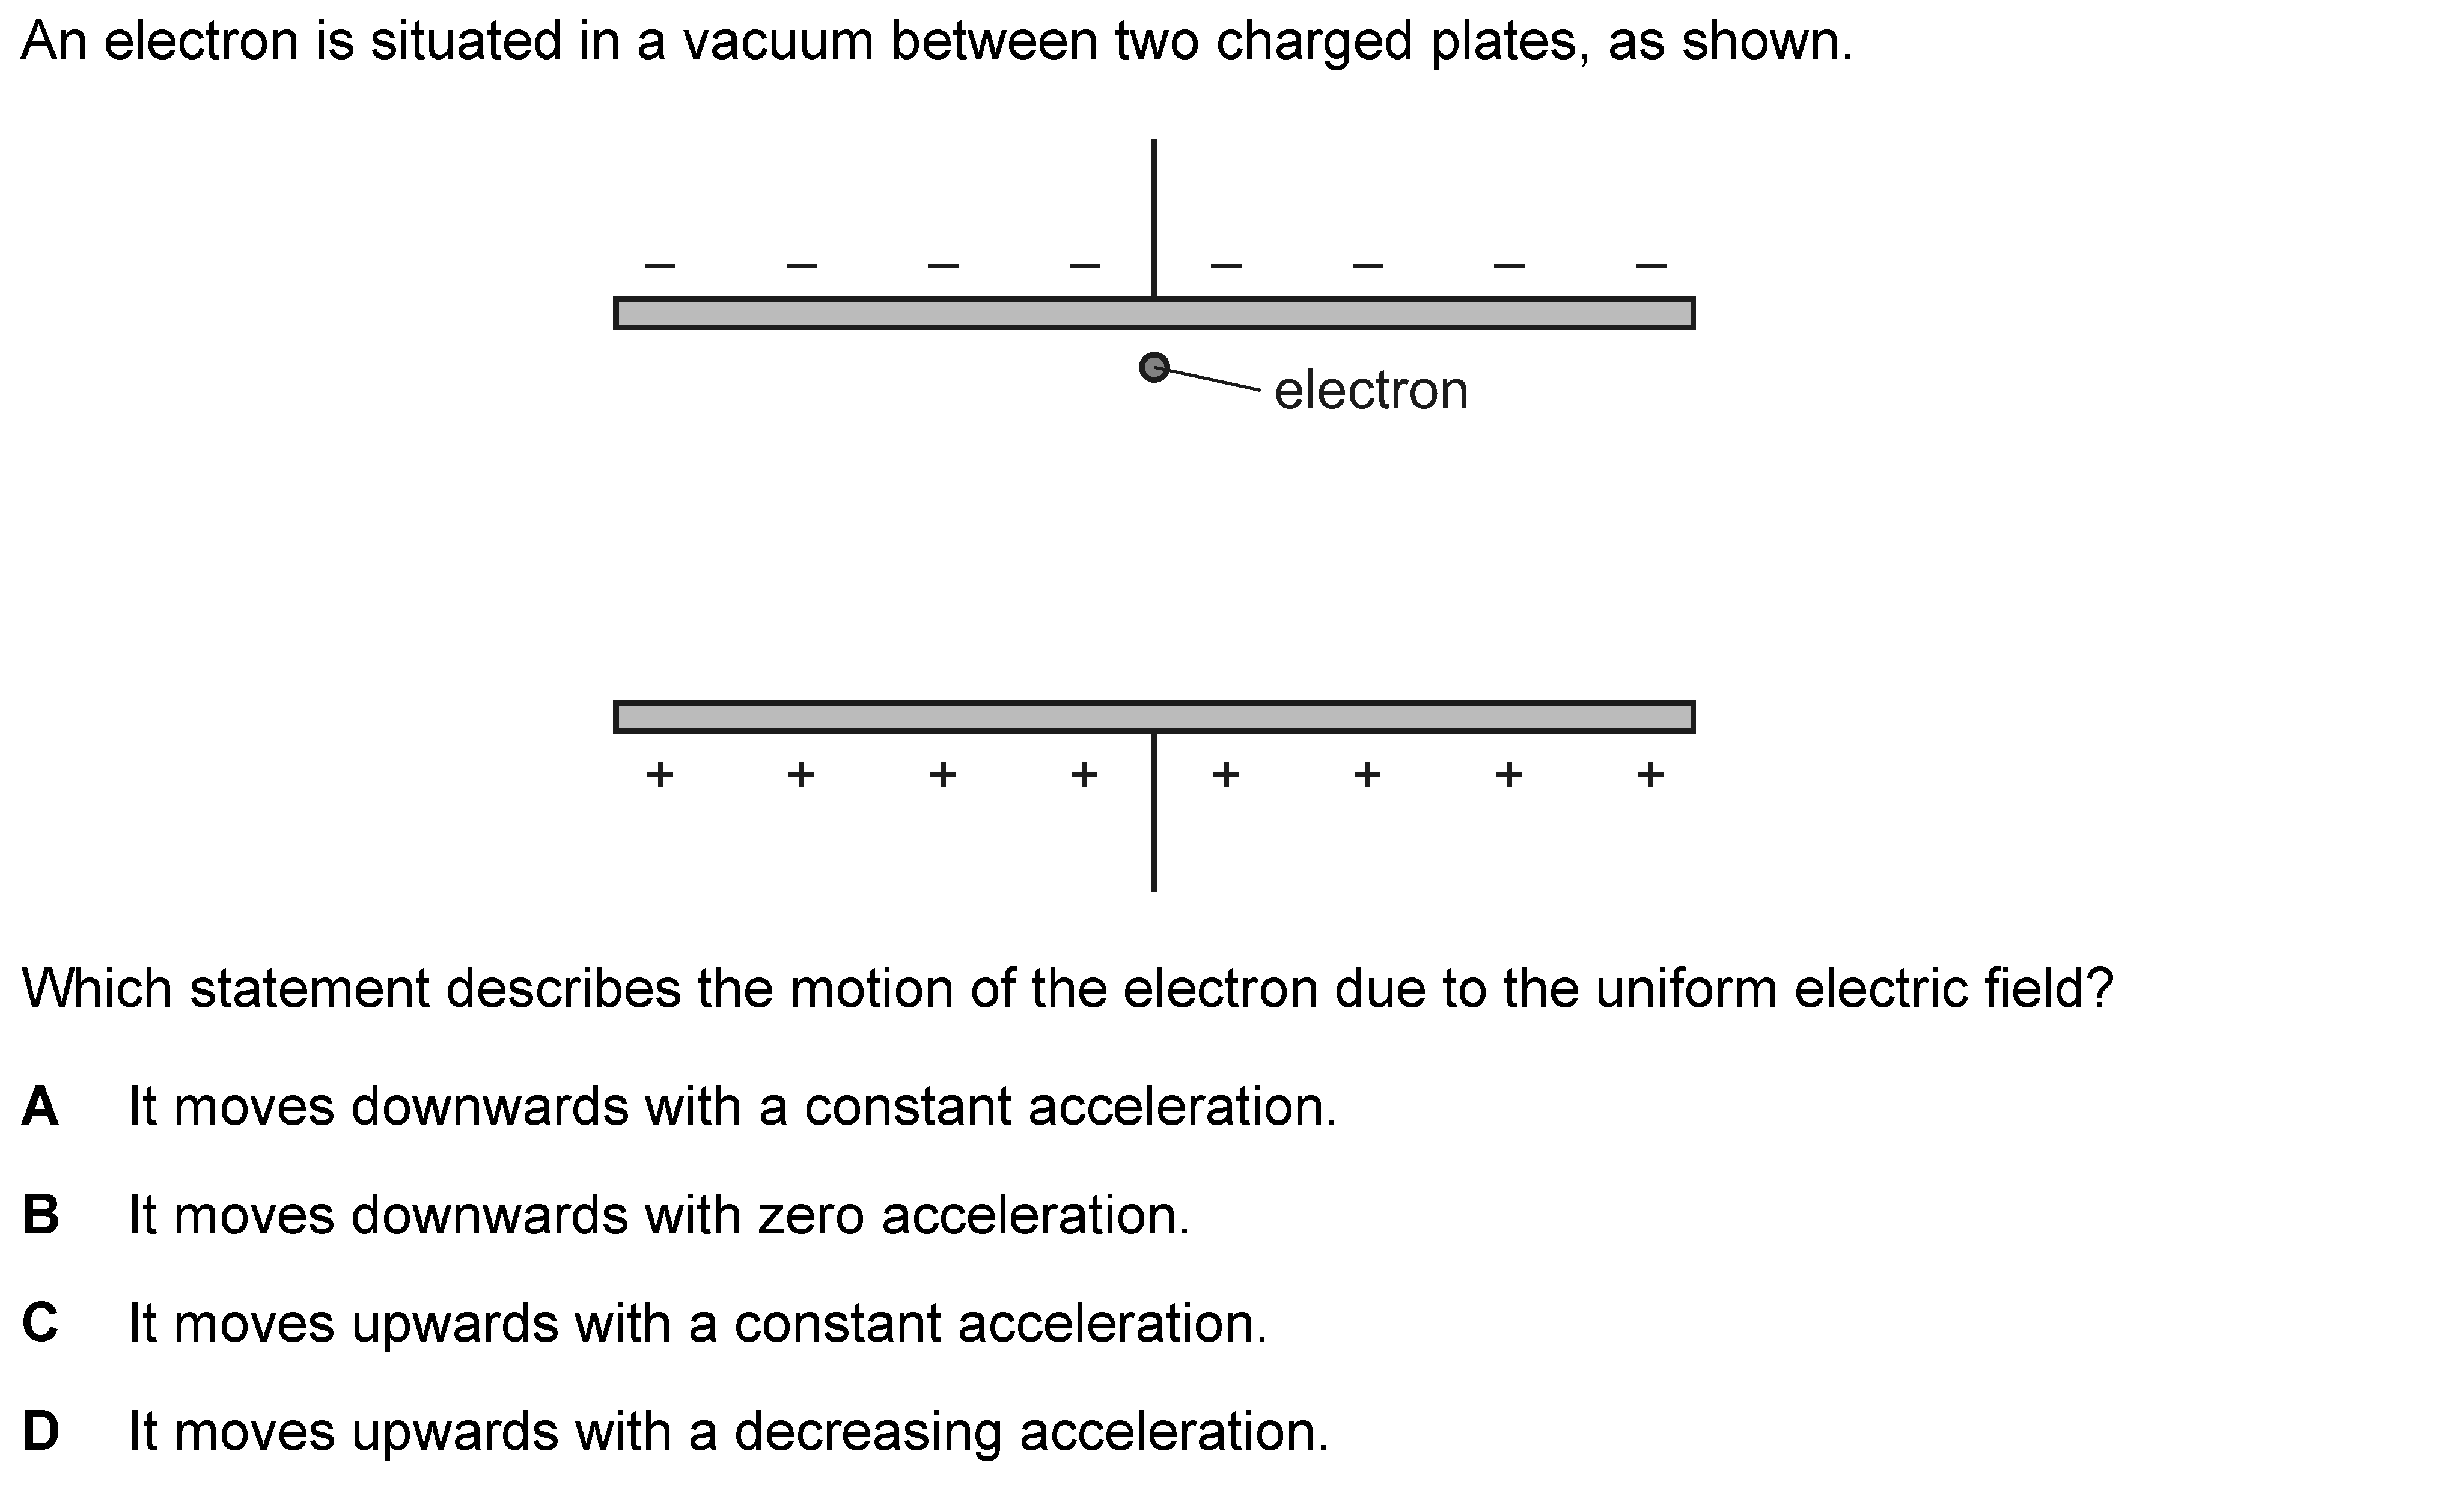 An electron is situated in a vacuum between two charged plates, as shown.
– – – – – – – –
electron
+ + + + + + + +
Which statement describes the motion of the electron due to the uniform electric field?
A It moves downwards with a constant acceleration.
B It moves downwards with zero acceleration.
C It moves upwards with a constant acceleration.
D It moves upwards with a decreasing acceleration.